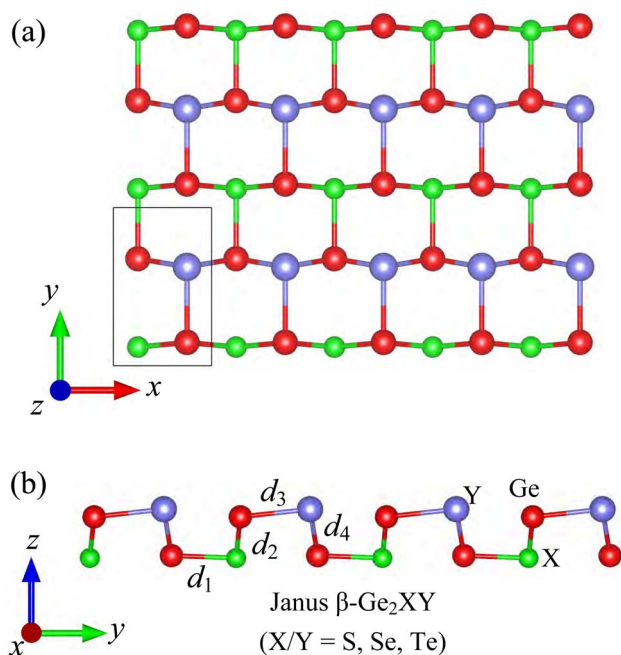 (a)
y
z
x
(b)
Y
Ge
d₃
d₂
d₄
z
d₁
X
x
y
Janus β-Ge₂XY
(X/Y = S, Se, Te)